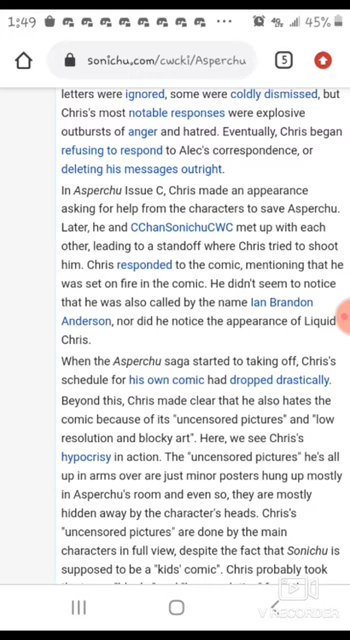 1:49 45%
sonichu.com/cwcki/Asperchu 5
letters were ignored, some were coldly dismissed, but
Chris's most notable responses were explosive
outbursts of anger and hatred. Eventually, Chris began
refusing to respond to Alec's correspondence, or
deleting his messages outright.
In Asperchu Issue C, Chris made an appearance
asking for help from the characters to save Asperchu.
Later, he and CChanSonichuCWC met up with each
other, leading to a standoff where Chris tried to shoot
him. Chris responded to the comic, mentioning that he
was set on fire in the comic. He didn't seem to notice
that he was also called by the name Ian Brandon
Anderson, nor did he notice the appearance of Liquid
Chris.
When the Asperchu saga started to taking off, Chris's
schedule for his own comic had dropped drastically.
Beyond this, Chris made clear that he also hates the
comic because of its "uncensored pictures" and "low
resolution and blocky art". Here, we see Chris's
hypocrisy in action. The "uncensored pictures" he's all
up in arms over are just minor posters hung up mostly
in Asperchu's room and even so, they are mostly
hidden away by the character's heads. Chris's
"uncensored pictures" are done by the main
characters in full view, despite the fact that Sonichu is
supposed to be a "kids' comic". Chris probably took
V RECORDER